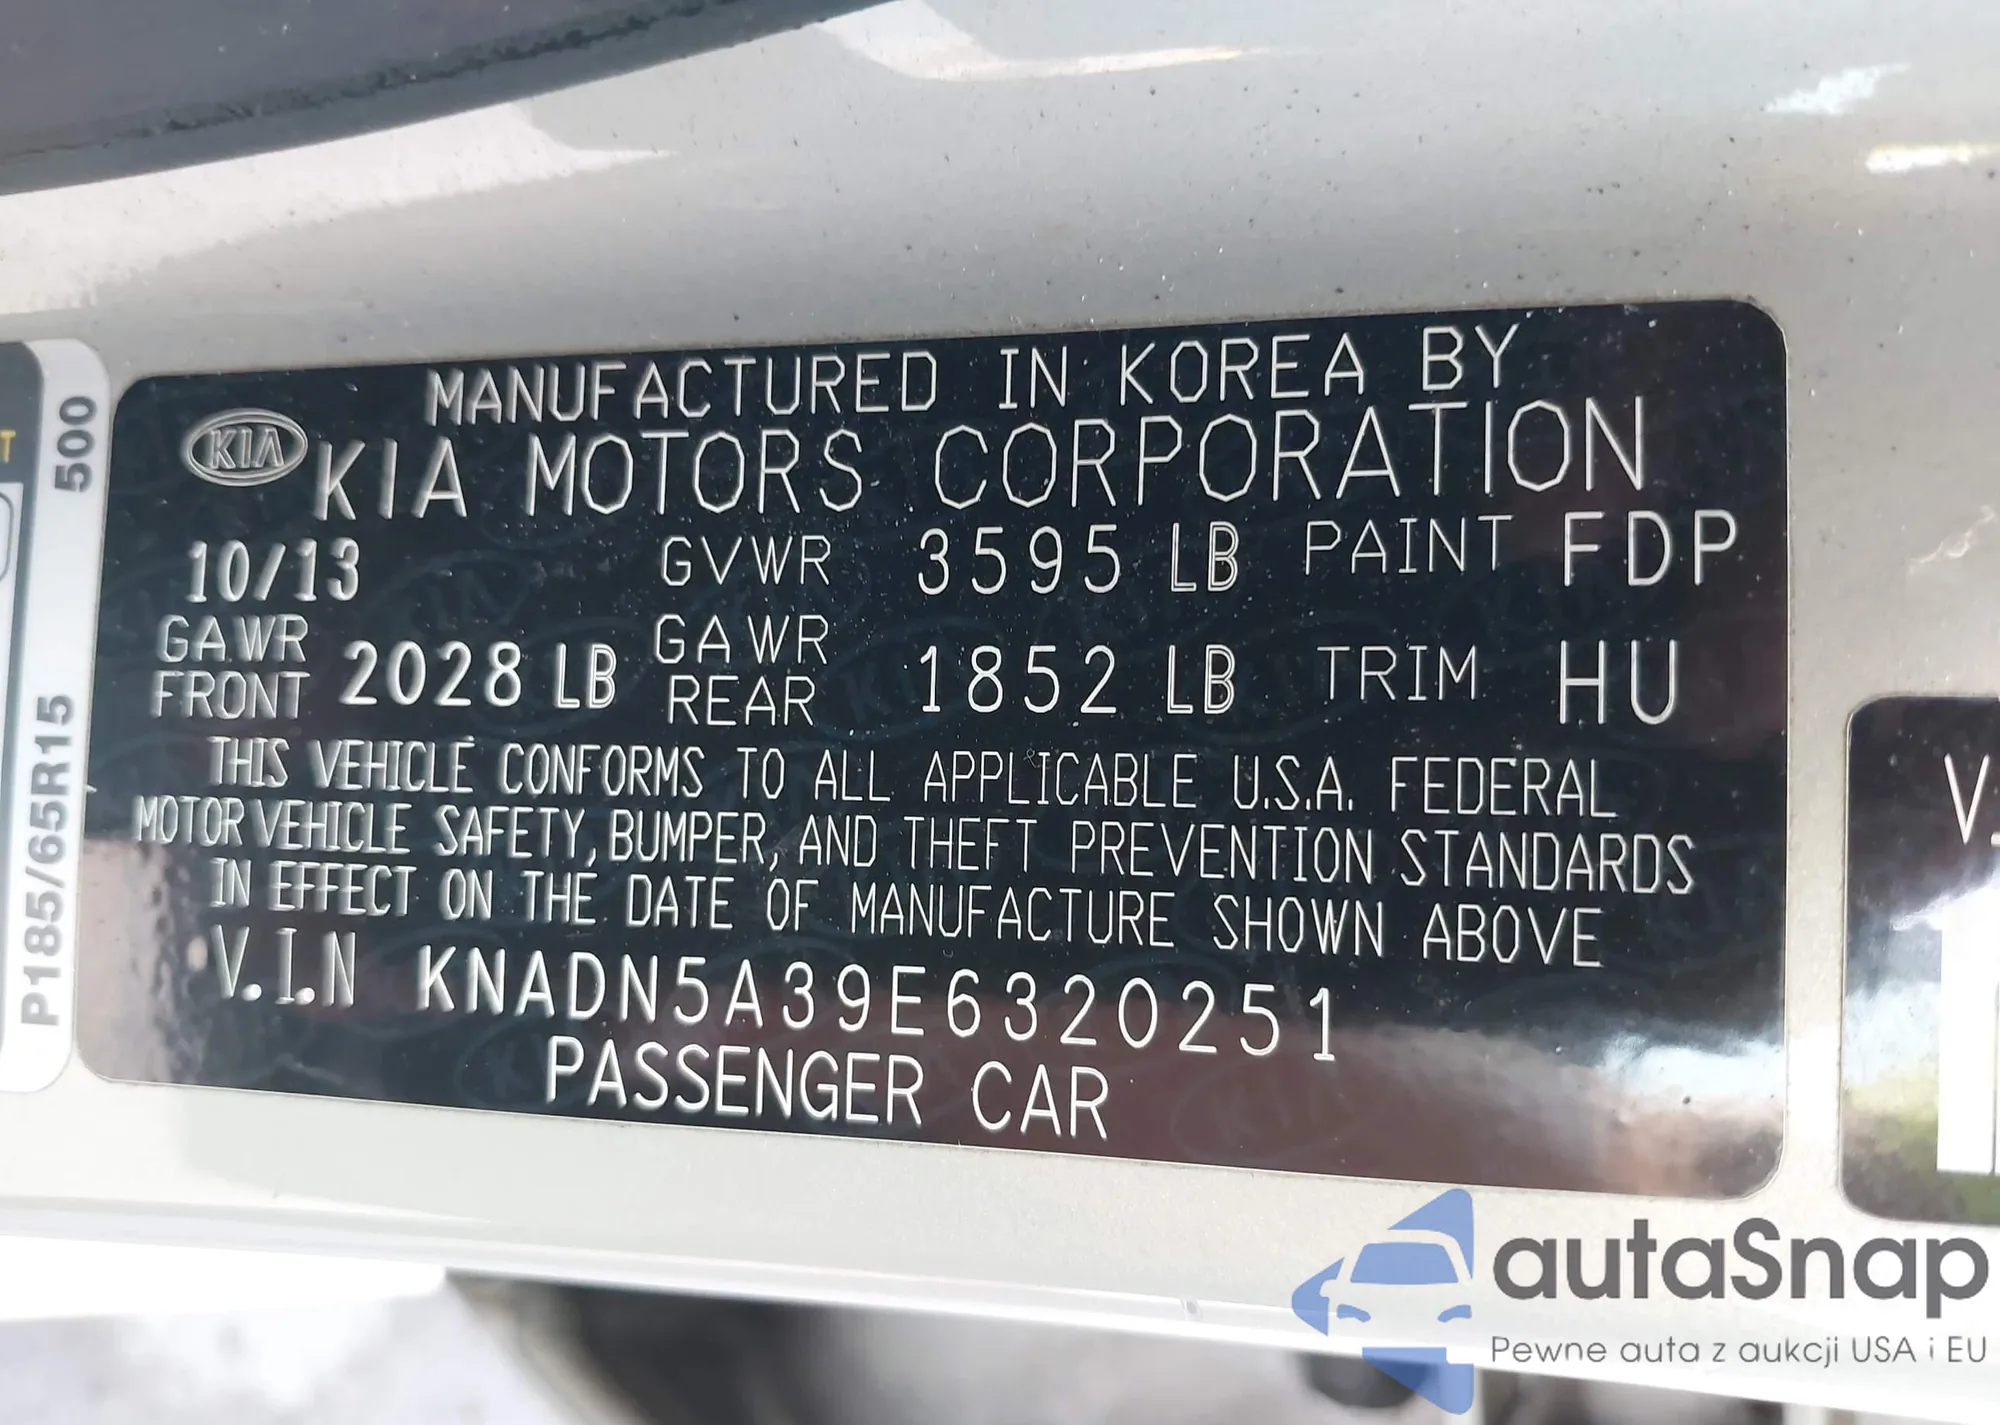 MANUFACTURED IN KOREA BY
KIA KIA MOTORS CORPORATION
10/13 GVWR 3595 LB PAINT FDP
GAWR FRONT 2028 LB GAWR REAR 1852 LB TRIM HU
THIS VEHICLE CONFORMS TO ALL APPLICABLE U.S.A. FEDERAL
MOTOR VEHICLE SAFETY, BUMPER, AND THEFT PREVENTION STANDARDS
IN EFFECT ON THE DATE OF MANUFACTURE SHOWN ABOVE
V.I.N KNADN5A39E6320251
PASSENGER CAR
T
500
P185/65R15
V.
autaSnap
Pewne auta z aukcji USA i EU